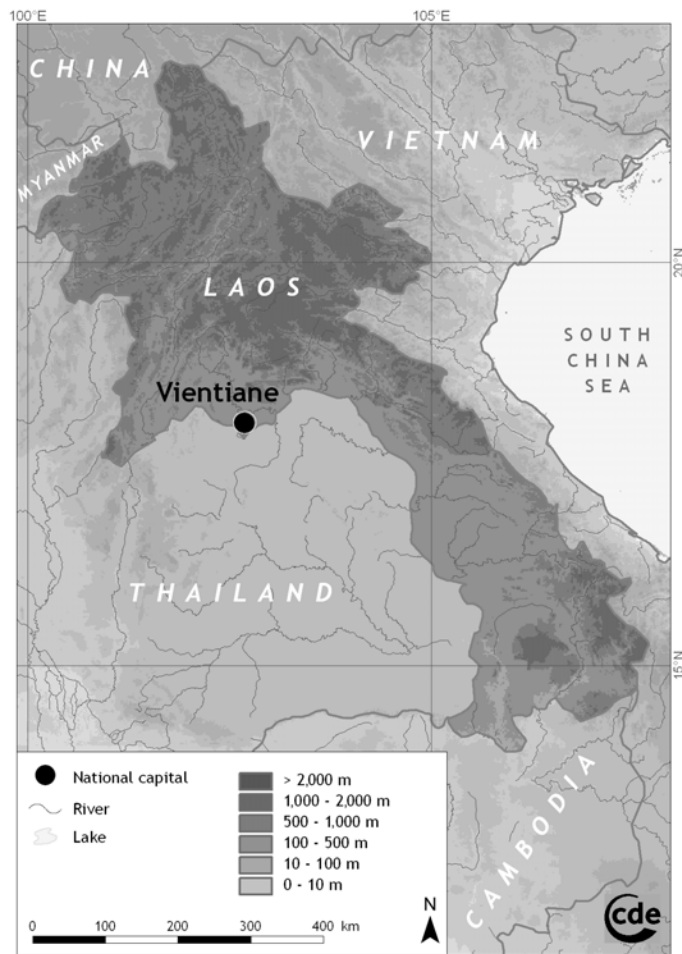 100°E
105°E
CHINA
VIETNAM
MYANMAR
20°N
LAOS
SOUTH
CHINA
SEA
Vientiane
THAILAND
15°N
CAMBODIA
National capital
River
Lake
> 2,000 m
1,000 - 2,000 m
500 - 1,000 m
100 - 500 m
10 - 100 m
0 - 10 m
0 100 200 300 400 km
N
cde